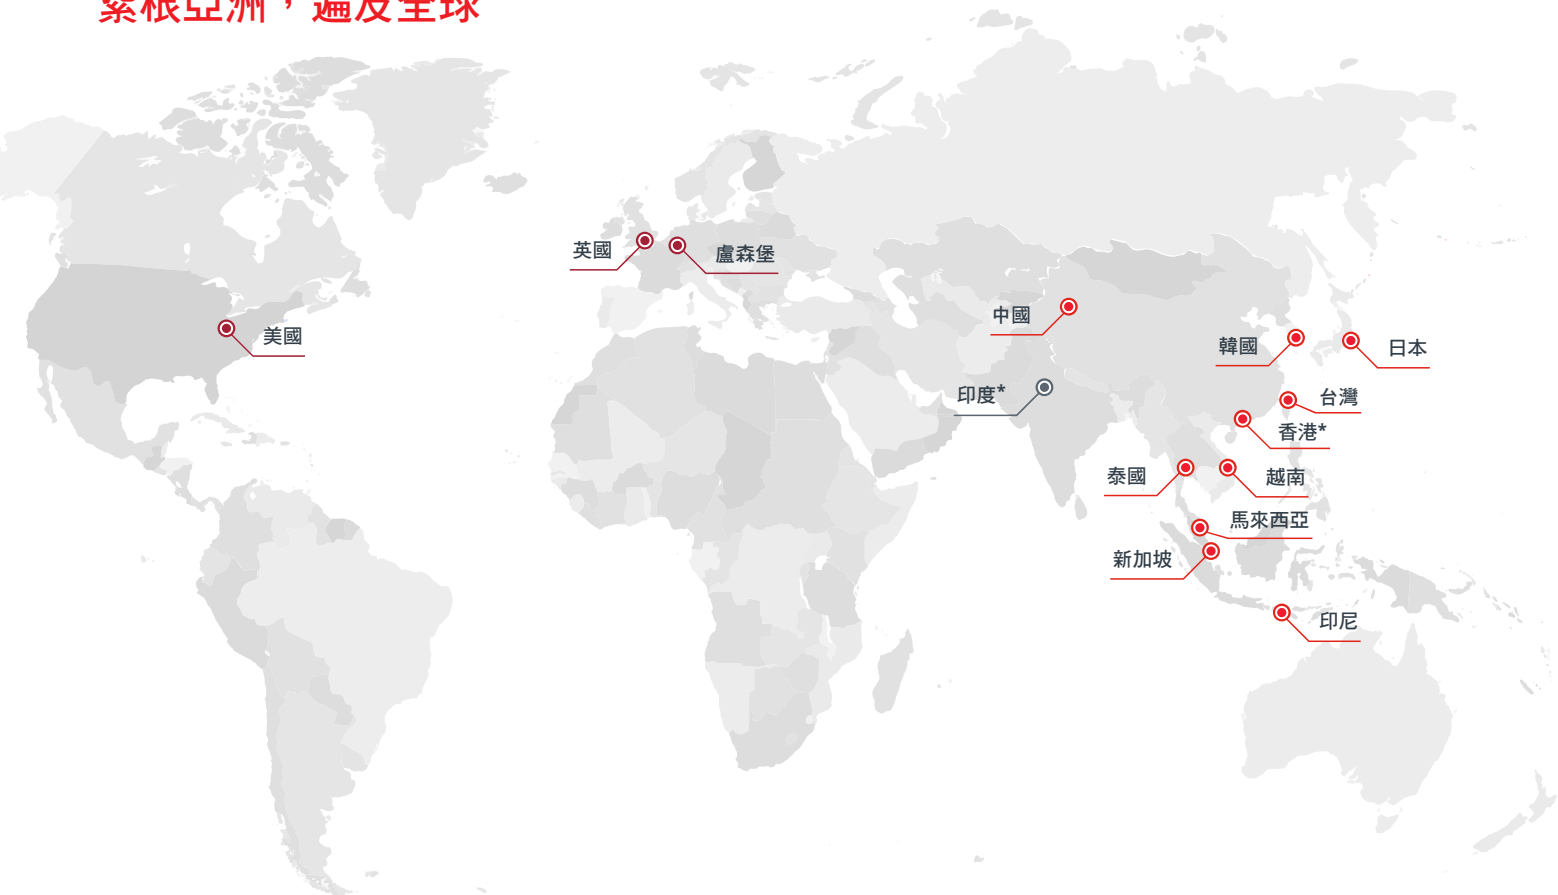 紮根亞洲，遍及全球
英國
盧森堡
美國
中國
韓國
日本
印度*
台灣
香港*
泰國
越南
馬來西亞
新加坡
印尼